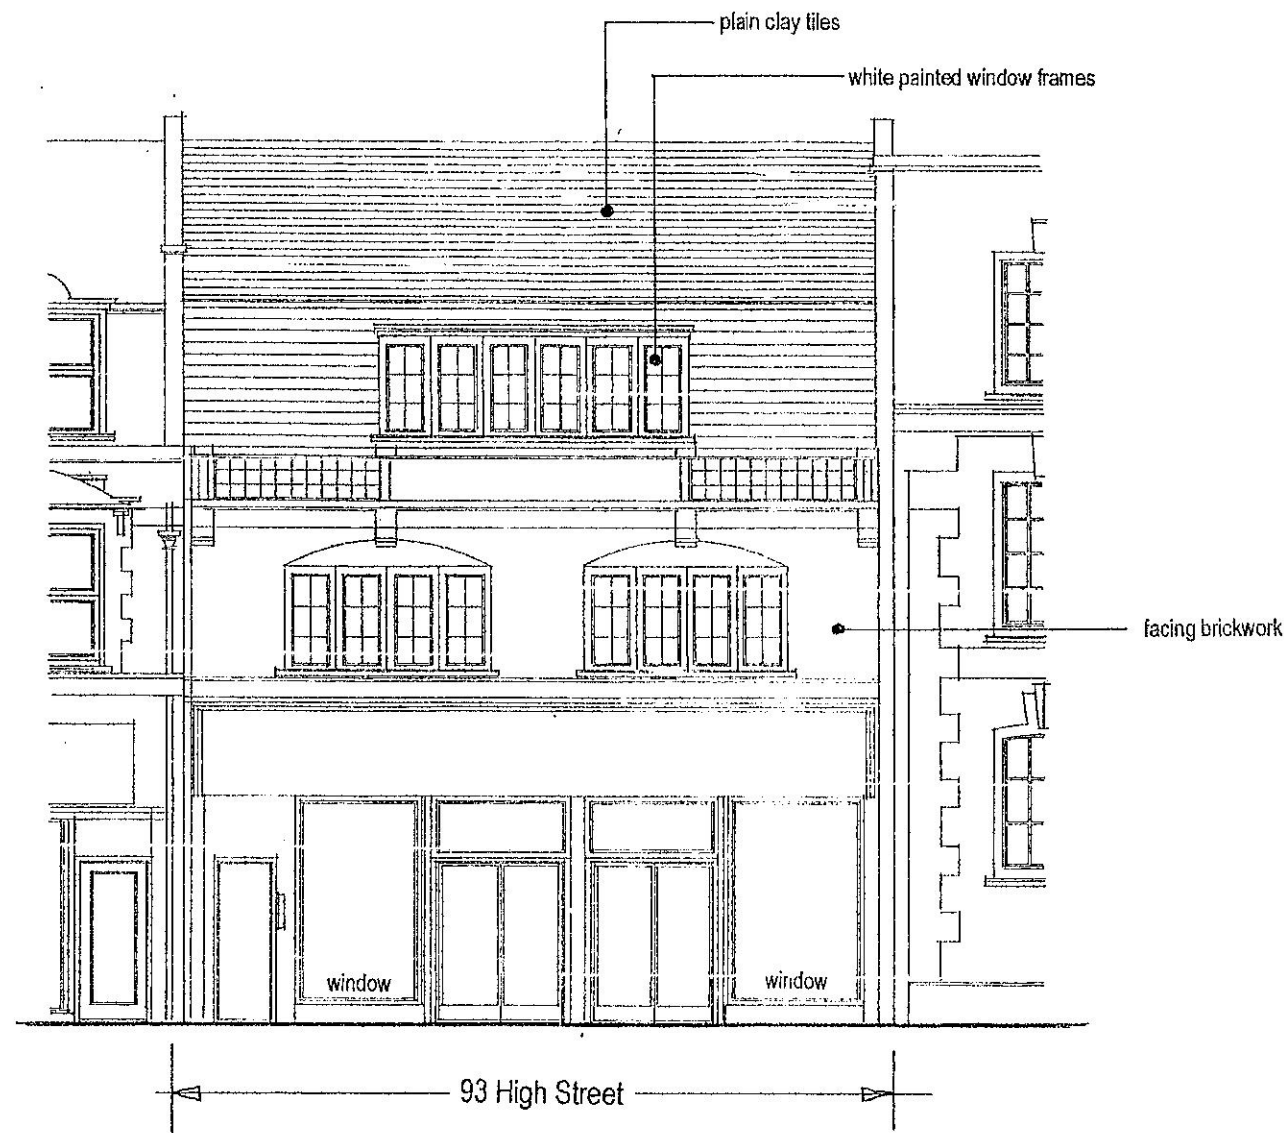 plain clay tiles
white painted window frames
facing brickwork
window
window
93 High Street